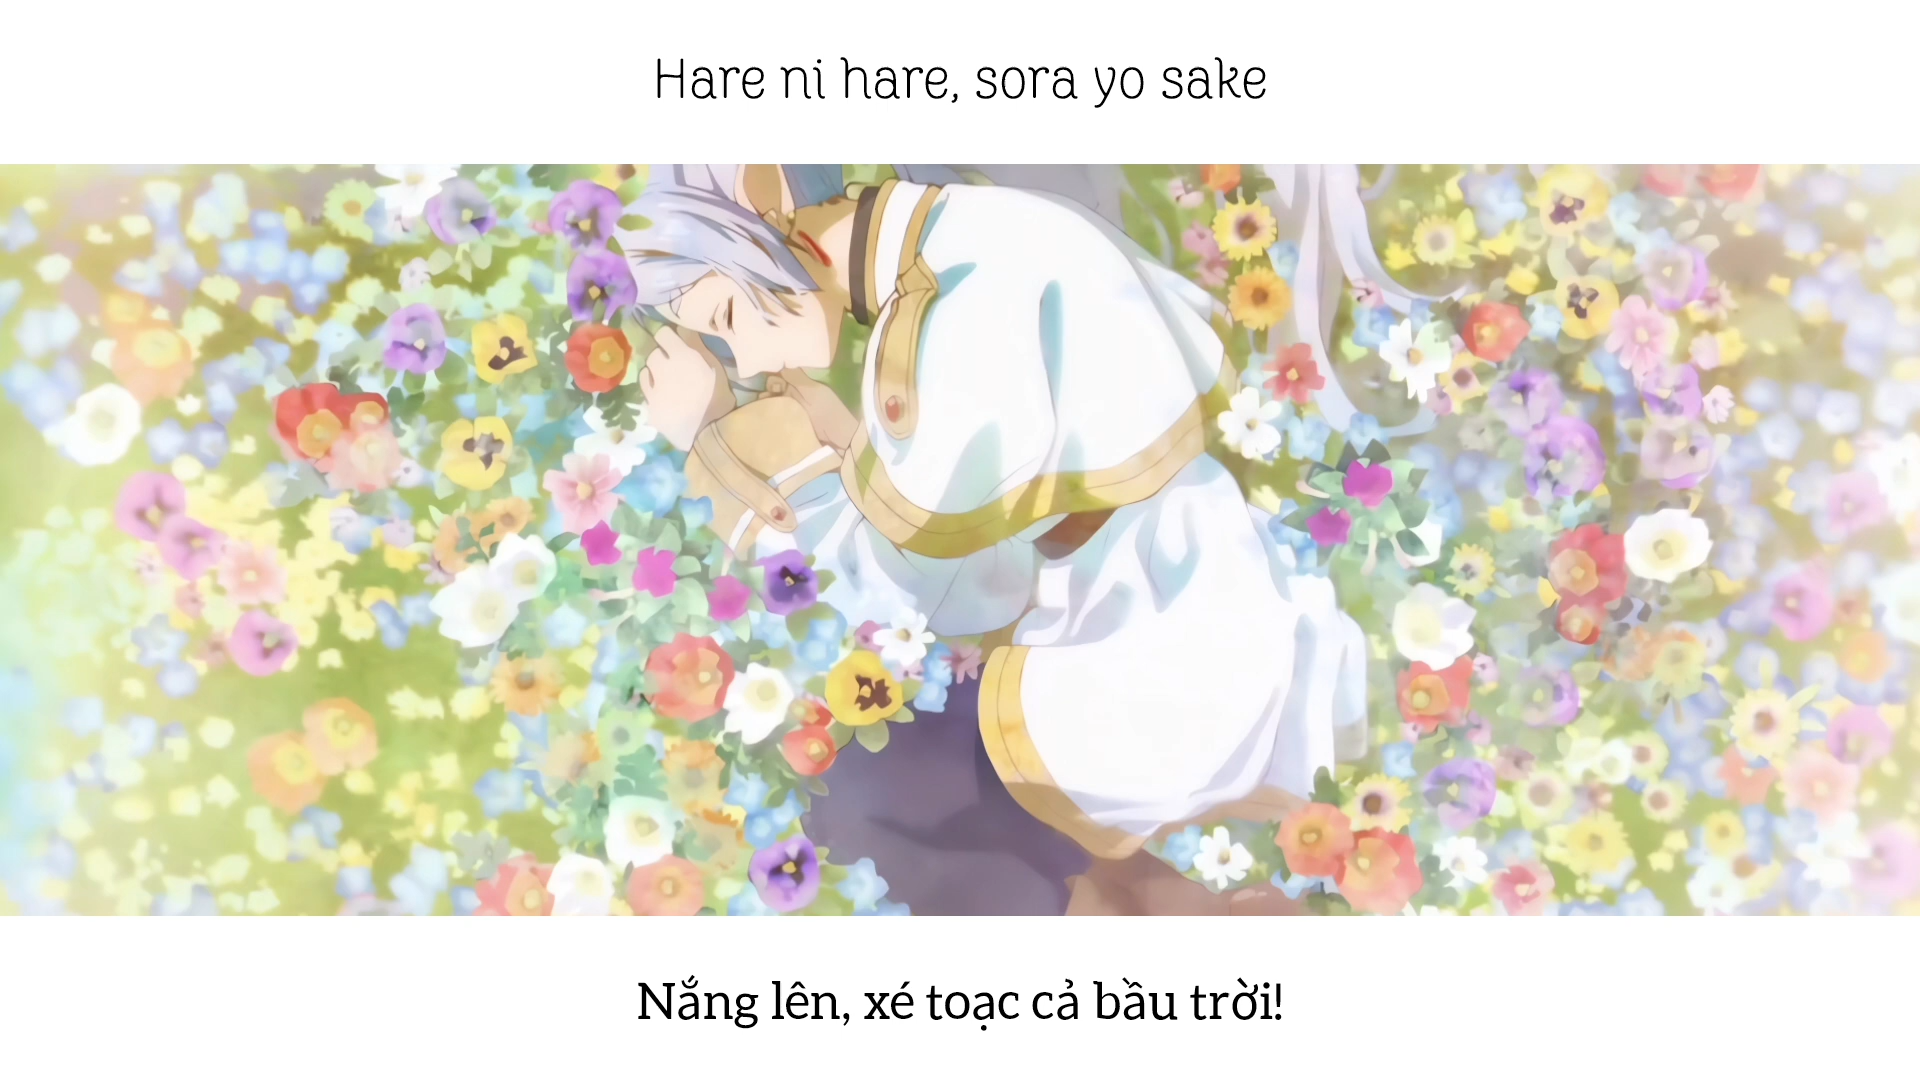 Hare ni hare, sora yo sake
Nắng lên, xé toạc cả bầu trời!